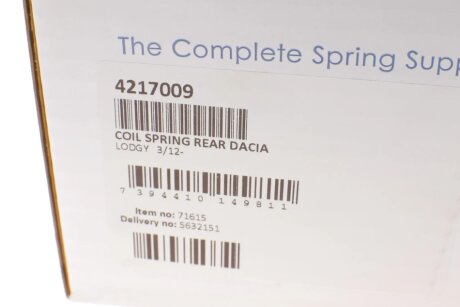 The Complete Spring Supp
4217009
COIL SPRING REAR DACIA
LODGY 3/12-
7 394410 149811
Item no: 71615
Delivery no: 5632151